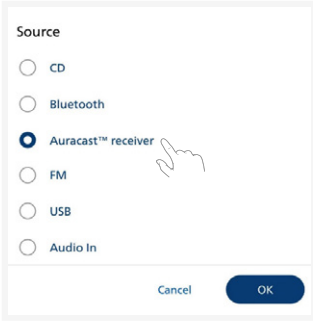 Source
CD
Bluetooth
Auracast™ receiver
FM
USB
Audio In
Cancel
OK